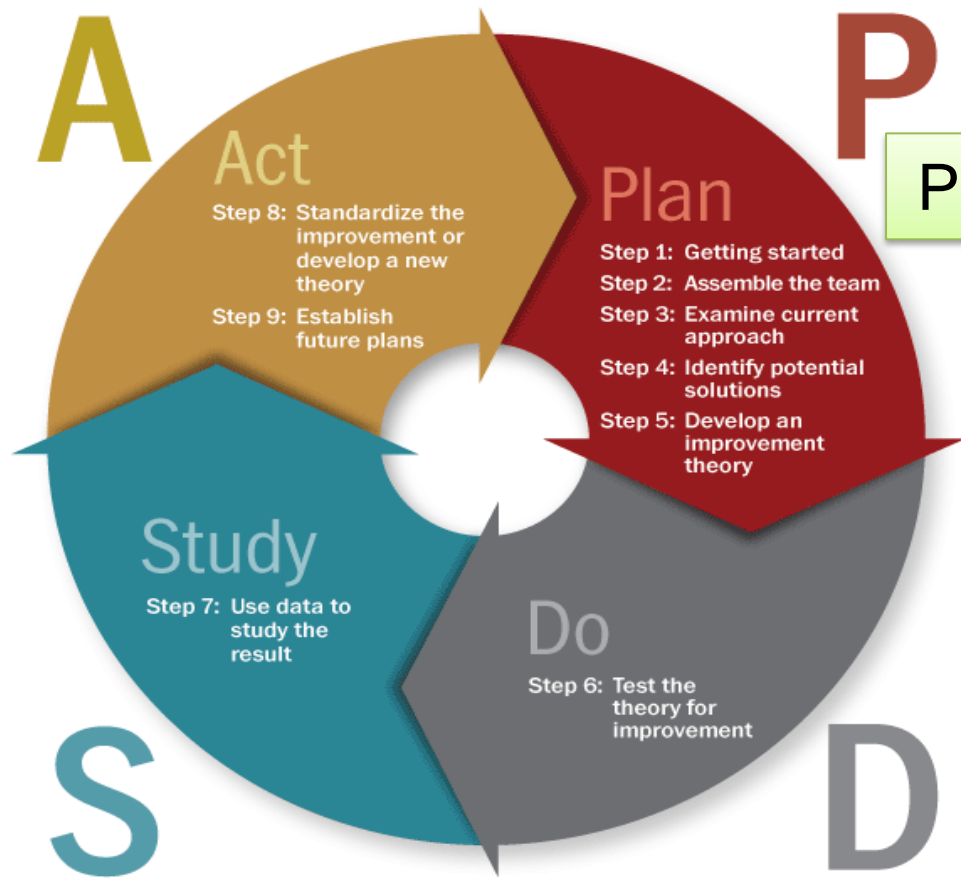 A
P
P
Act
Step 8: Standardize the
improvement or
develop a new
theory
Step 9: Establish
future plans
Plan
Step 1: Getting started
Step 2: Assemble the team
Step 3: Examine current
approach
Step 4: Identify potential
solutions
Step 5: Develop an
improvement
theory
Study
Step 7: Use data to
study the
result
Do
Step 6: Test the
theory for
improvement
S
D